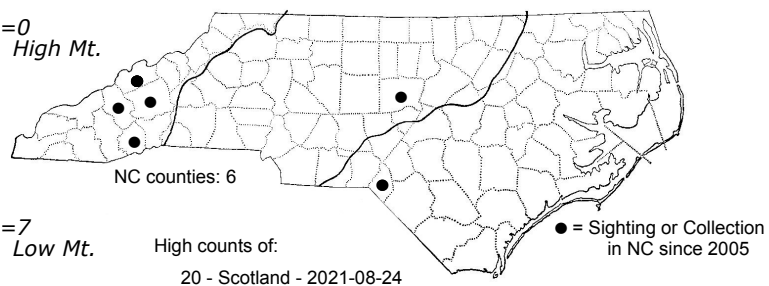 =0
High Mt.
NC counties: 6
=7
Low Mt.
High counts of:
20 - Scotland - 2021-08-24
● = Sighting or Collection
in NC since 2005